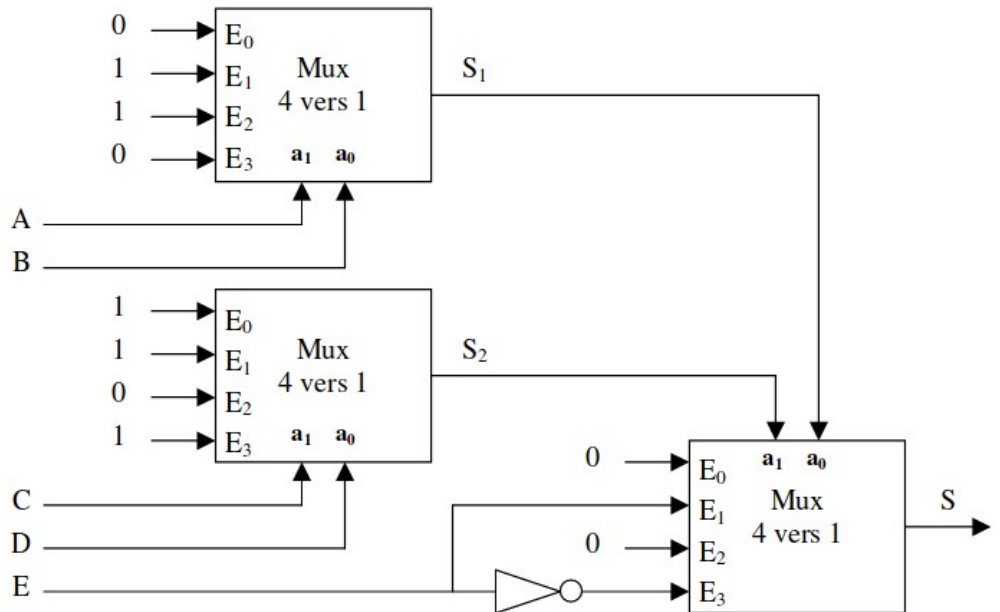 0
E₀
1
E₁
Mux
S₁
1
E₂
4 vers 1
0
E₃
a₁ a₀
A
B
1
E₀
1
E₁
Mux
S₂
0
E₂
4 vers 1
1
E₃
a₁ a₀
0
E₀
a₁ a₀
C
E₁
Mux
S
D
0
E₂
4 vers 1
E
E₃